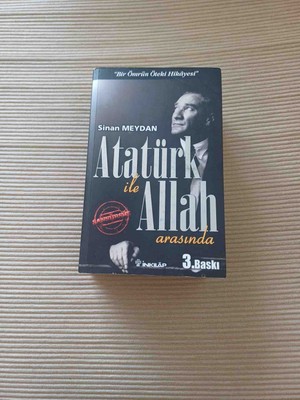 "Bir Ömrün Öteki Hikâyesi"
Sinan MEYDAN
Atatürk
ile
Allah
arasında
3.Baskı
İNKILÂP